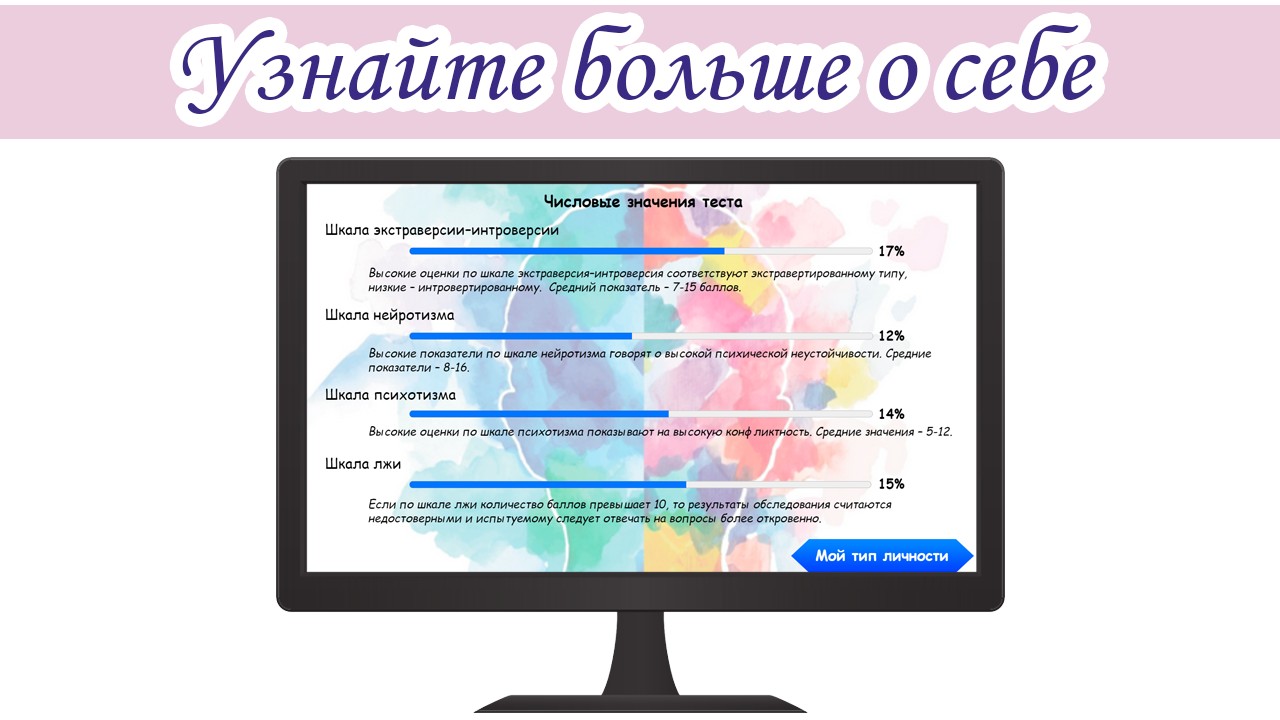 Узнайте больше о себе
Числовые значения теста
Шкала экстраверсии-интроверсии
17%
Высокие оценки по шкале экстраверсия-интроверсия соответствуют экстравертированному типу,
низкие – интровертированному. Средний показатель – 7-15 баллов.
Шкала нейротизма
12%
Высокие показатели по шкале нейротизма говорят о высокой психической неустойчивости. Средние
показатели – 8-16.
Шкала психотизма
14%
Высокие оценки по шкале психотизма показывают на высокую конфликтность. Средние значения – 5-12.
Шкала лжи
15%
Если по шкале лжи количество баллов превышает 10, то результаты обследования считаются
недостоверными и испытуемому следует отвечать на вопросы более откровенно.
Мой тип личности